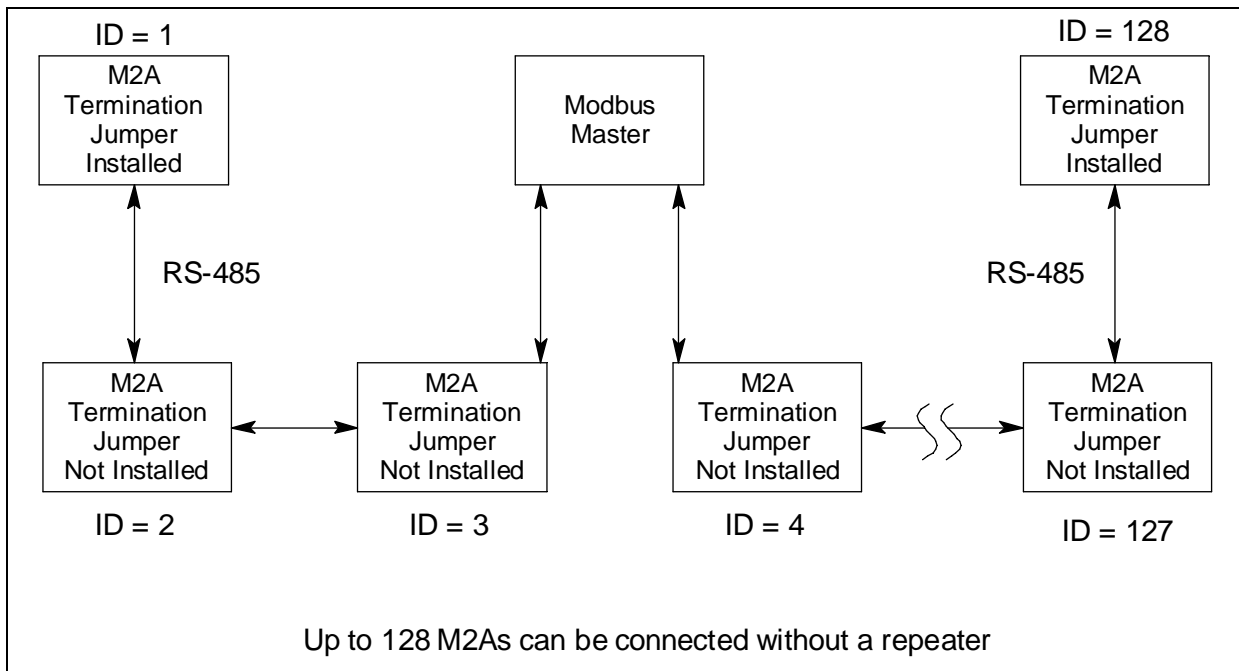 ID = 1
M2A
Termination
Jumper
Installed
Modbus
Master
ID = 128
M2A
Termination
Jumper
Installed
RS-485
RS-485
M2A
Termination
Jumper
Not Installed
ID = 2
M2A
Termination
Jumper
Not Installed
ID = 3
M2A
Termination
Jumper
Not Installed
ID = 4
M2A
Termination
Jumper
Not Installed
ID = 127
Up to 128 M2As can be connected without a repeater